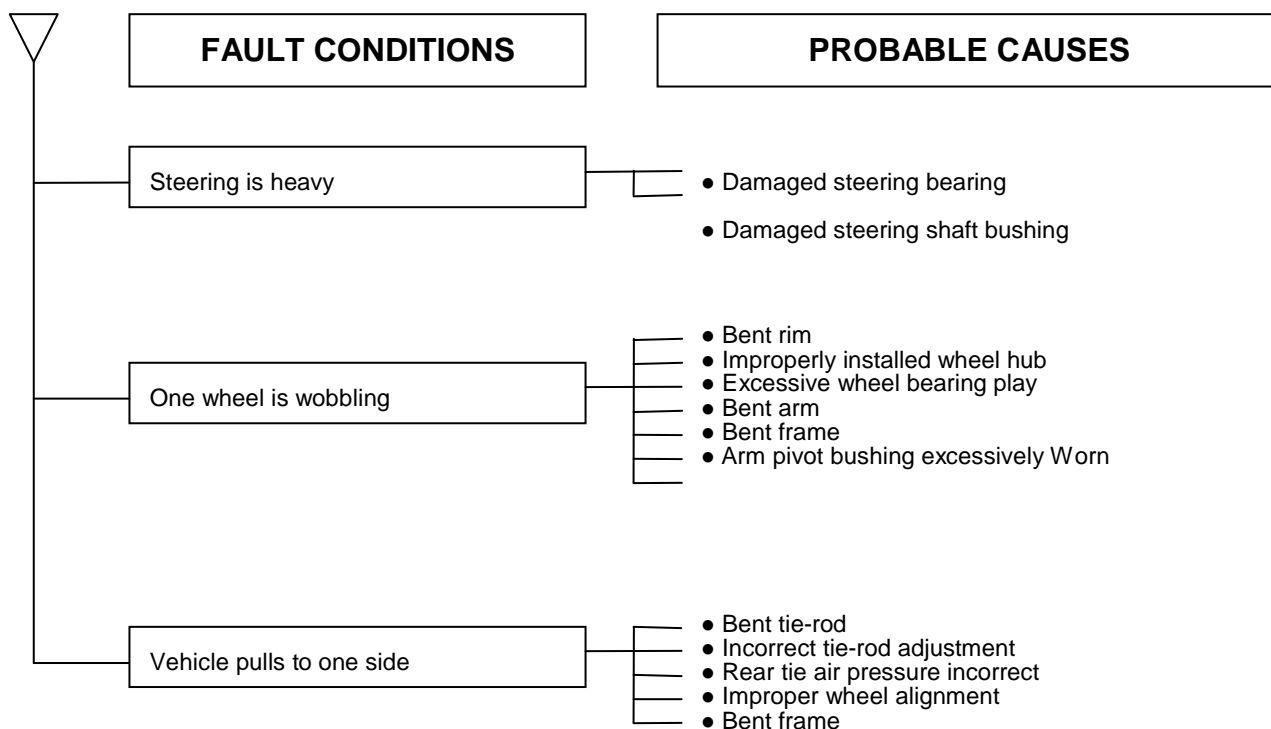 FAULT CONDITIONS
PROBABLE CAUSES
Steering is heavy
● Damaged steering bearing
● Damaged steering shaft bushing
One wheel is wobbling
● Bent rim
● Improperly installed wheel hub
● Excessive wheel bearing play
● Bent arm
● Bent frame
● Arm pivot bushing excessively Worn
Vehicle pulls to one side
● Bent tie-rod
● Incorrect tie-rod adjustment
● Rear tie air pressure incorrect
● Improper wheel alignment
● Bent frame